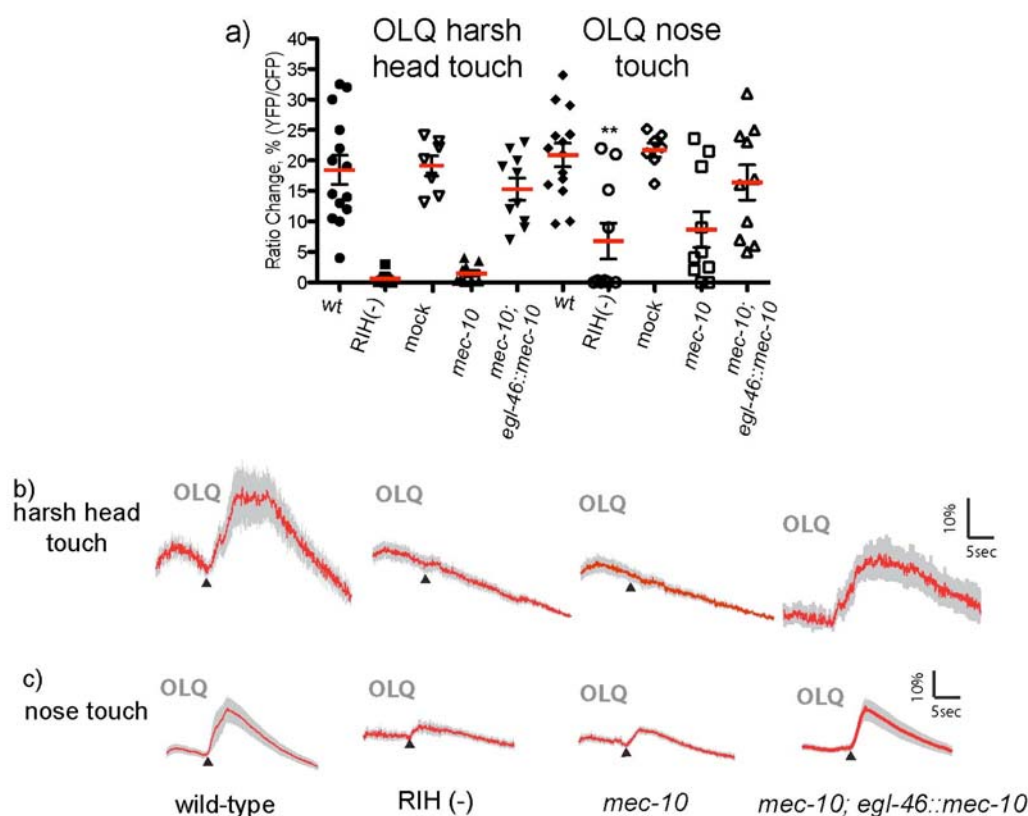 a)
OLQ harsh head touch
OLQ nose touch
Ratio Change, % (YFP/CFP)
40
35
30
25
20
15
10
5
0
**
wt
RIH(-)
mock
mec-10
mec-10; egl-46::mec-10
wt
RIH(-)
mock
mec-10
mec-10; egl-46::mec-10
b)
harsh head touch
OLQ
OLQ
OLQ
OLQ
10%
5sec
c)
nose touch
OLQ
OLQ
OLQ
OLQ
10%
5sec
wild-type
RIH (-)
mec-10
mec-10; egl-46::mec-10